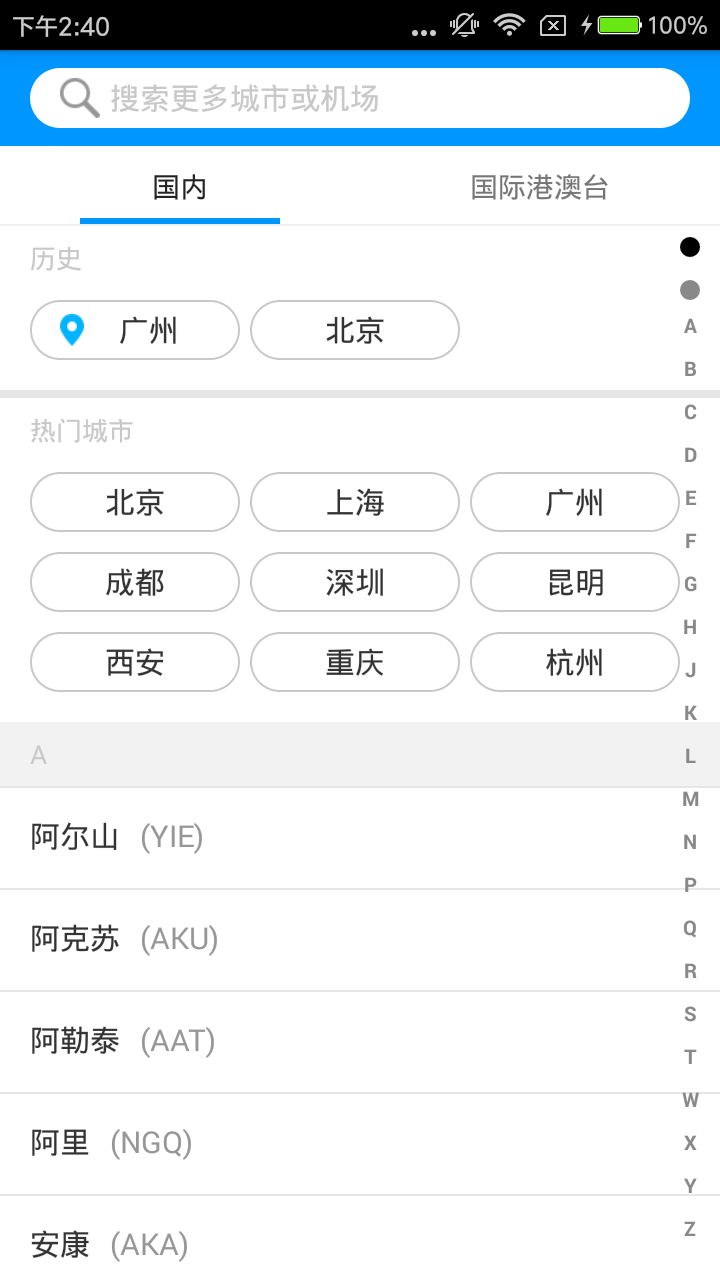 下午2:40 100%
搜索更多城市或机场
国内 国际港澳台
历史
广州 北京
热门城市
北京 上海 广州
成都 深圳 昆明
西安 重庆 杭州
A
阿尔山 (YIE)
阿克苏 (AKU)
阿勒泰 (AAT)
阿里 (NGQ)
安康 (AKA)
A
B
C
D
E
F
G
H
J
K
L
M
N
P
Q
R
S
T
W
X
Y
Z